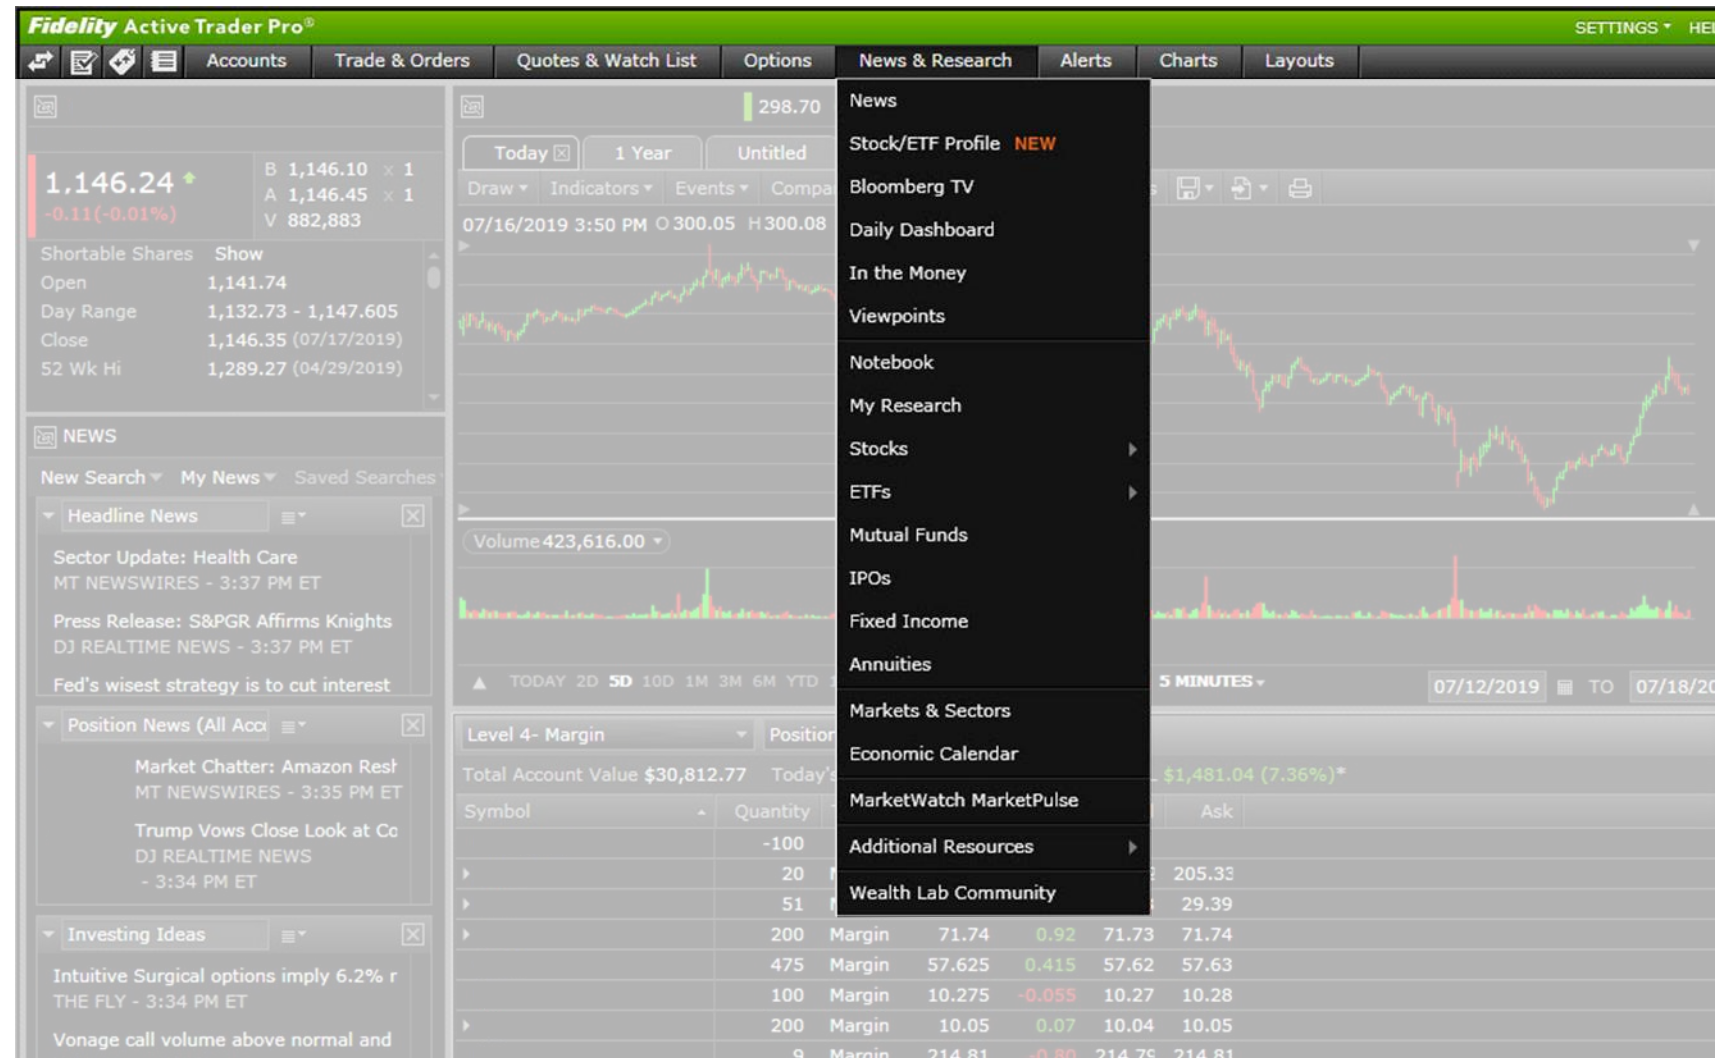 Fidelity Active Trader Pro®
SETTINGS
Accounts
Trade & Orders
Quotes & Watch List
Options
News & Research
Alerts
Charts
Layouts
1,146.24
-0.11(-0.01%)
B 1,146.10 x 1
A 1,146.45 x 1
V 882,883
Shortable Shares Show
Open 1,141.74
Day Range 1,132.73 - 1,147.605
Close 1,146.35 (07/17/2019)
52 Wk Hi 1,289.27 (04/29/2019)
NEWS
New Search My News Saved Searches
Headline News
Sector Update: Health Care
MT NEWSWIRES - 3:37 PM ET
Press Release: S&PGR Affirms Knights
DJ REALTIME NEWS - 3:37 PM ET
Fed's wisest strategy is to cut interest
Position News (All
Market Chatter: Amazon
MT NEWSWIRES - 3:35 PM ET
Trump Vows Close Look at
DJ REALTIME NEWS
- 3:34 PM ET
Investing Ideas
Intuitive Surgical options imply 6.2%
THE FLY - 3:34 PM ET
Vonage call volume above normal and
298.70
Today 1 Year Untitled
Draw Indicators Events
07/16/2019 3:50 PM O 300.05 H 300.08
Volume 423,616.00
TODAY 2D 5D 10D 1M 3M 6M YTD
5 MINUTES
07/12/2019 TO
News
Stock/ETF Profile NEW
Bloomberg TV
Daily Dashboard
In the Money
Viewpoints
Notebook
My Research
Stocks
ETFs
Mutual Funds
IPOs
Fixed Income
Annuities
Markets & Sectors
Economic Calendar
MarketWatch MarketPulse
Additional Resources
Wealth Lab Community
Level 4- Margin
Total Account Value $30,812.77 Today's
$1,481.04 (7.36%)*
Symbol Quantity Ask
-100
20 205.33
51 29.39
200 Margin 71.74 0.92 71.73 71.74
475 Margin 57.625 0.415 57.62 57.63
100 Margin 10.275 -0.055 10.27 10.28
200 Margin 10.05 0.07 10.04 10.05
9 Margin 214.81 -0.80 214.79 214.81